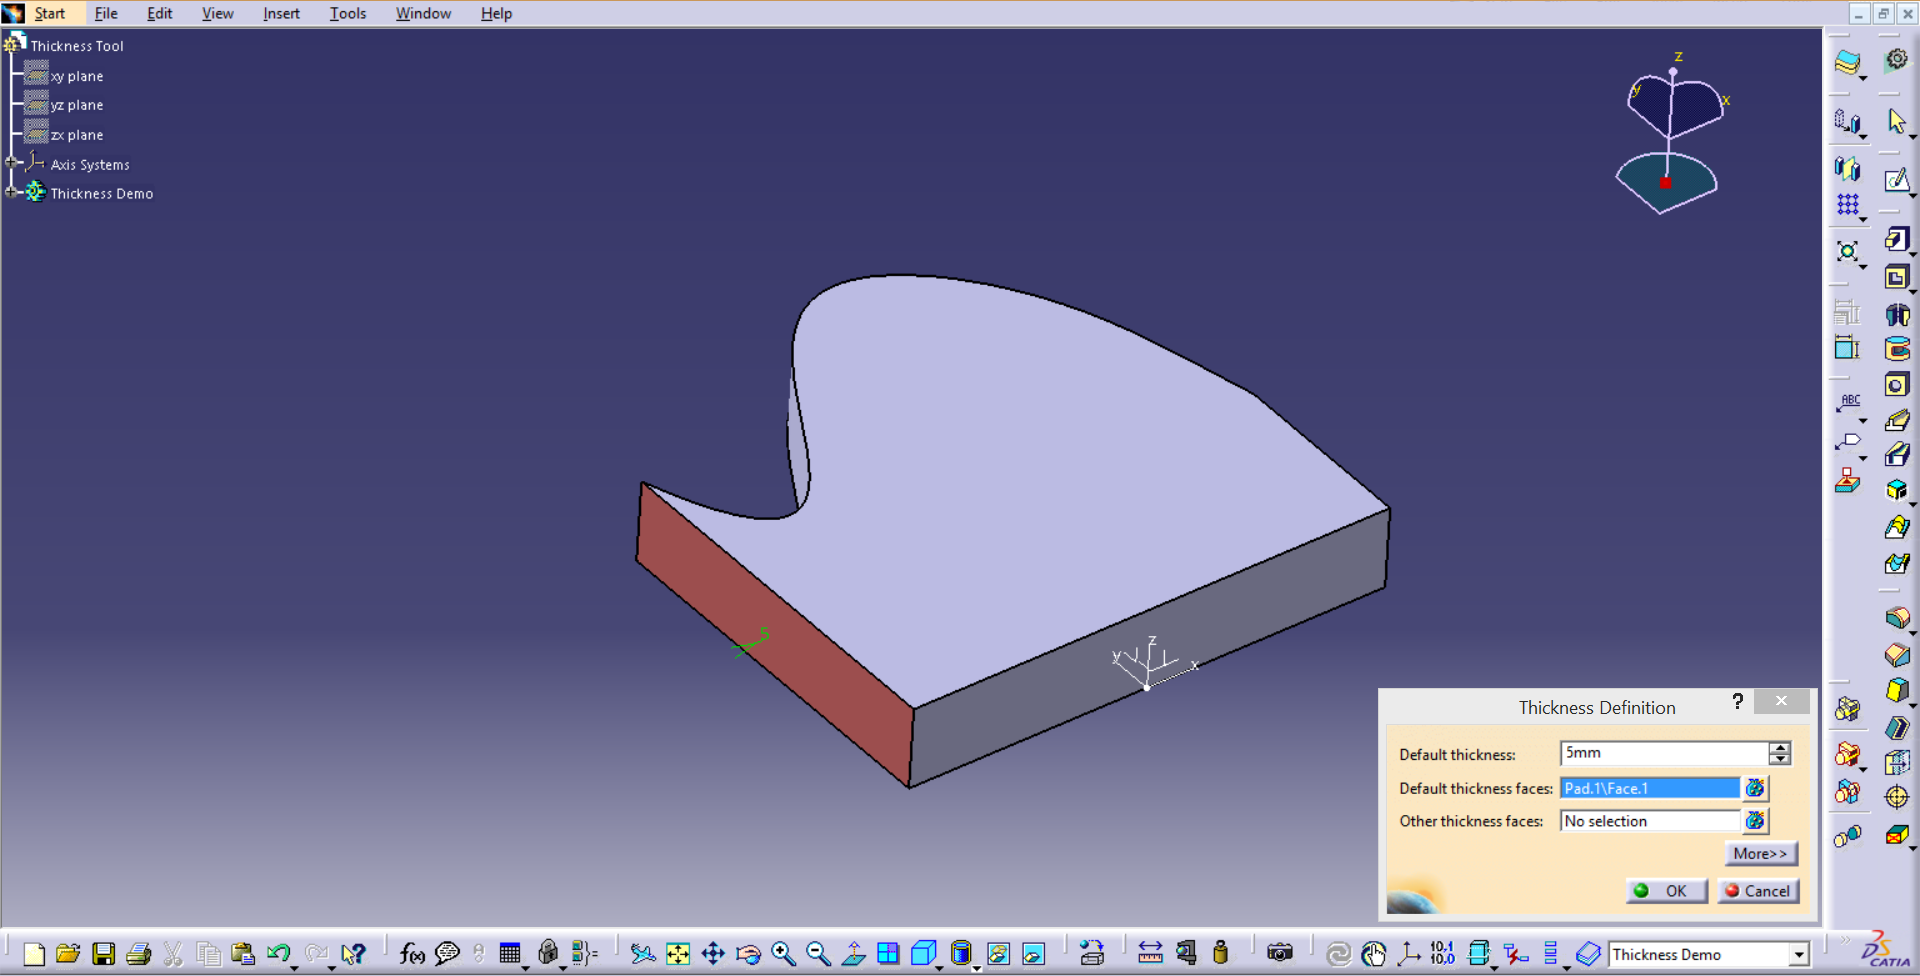 Start File Edit View Insert Tools Window Help
Thickness Tool
xy plane
yz plane
zx plane
Axis Systems
Thickness Demo
z
y
x
5
z
y
x
ABC
Thickness Definition ?
Default thickness: 5mm
Default thickness faces: Pad.1\Face.1
Other thickness faces: No selection
More>>
OK Cancel
f(x)
10,1
10,0
Thickness Demo
CATIA